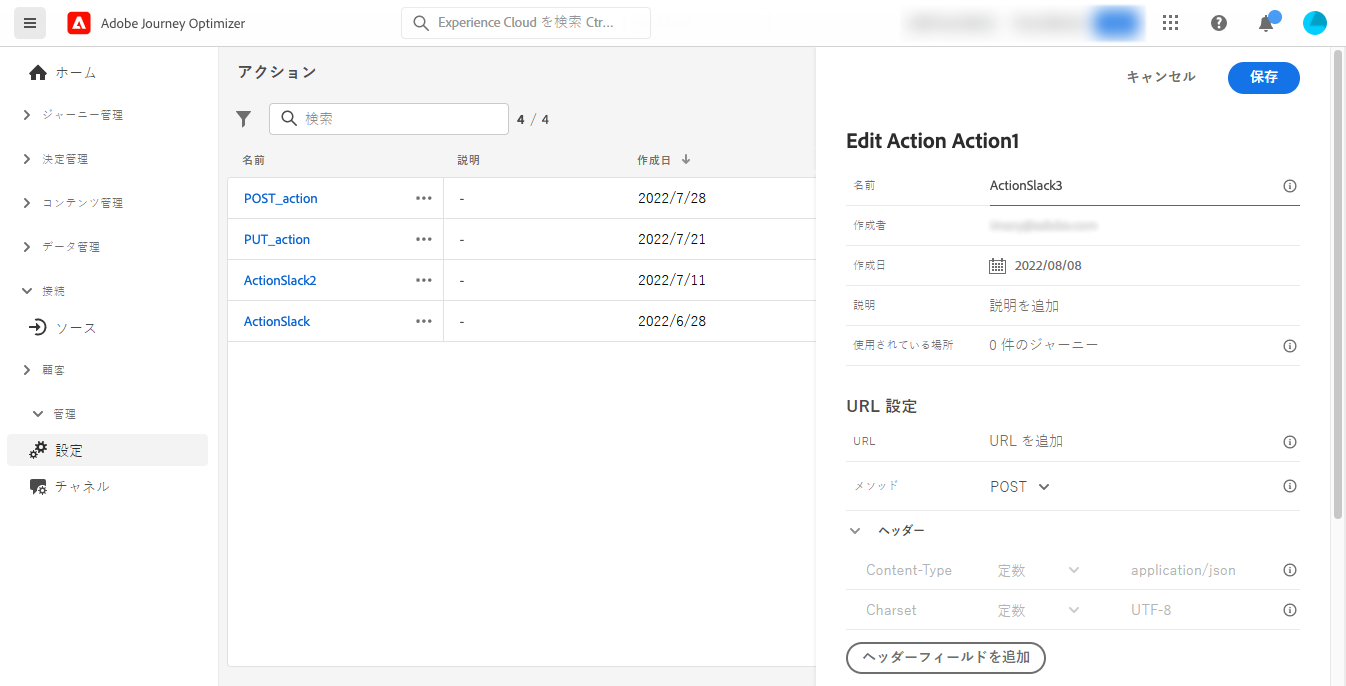 Adobe Journey Optimizer
Experience Cloud を検索 Ctr...
ホーム
ジャーニー管理
決定管理
コンテンツ管理
データ管理
接続
ソース
顧客
管理
設定
チャネル
アクション
検索
4 / 4
名前 説明 作成日
POST_action - 2022/7/28
PUT_action - 2022/7/21
ActionSlack2 - 2022/7/11
ActionSlack - 2022/6/28
キャンセル 保存
Edit Action Action1
名前 ActionSlack3
作成者
作成日 2022/08/08
説明 説明を追加
使用されている場所 0 件のジャーニー
URL 設定
URL URL を追加
メソッド POST
ヘッダー
Content-Type 定数 application/json
Charset 定数 UTF-8
ヘッダーフィールドを追加